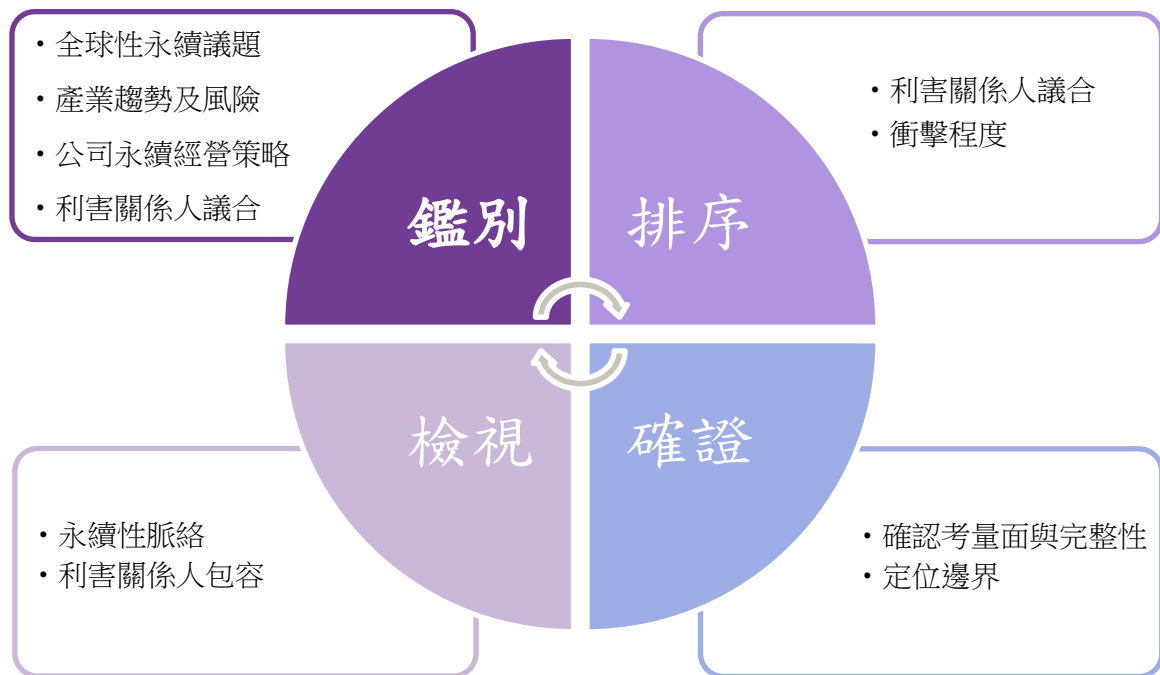 ・全球性永續議題
・產業趨勢及風險
・公司永續經營策略
・利害關係人議合
鑑別
排序
・利害關係人議合
・衝擊程度
檢視
確證
・永續性脈絡
・利害關係人包容
・確認考量面與完整性
・定位邊界